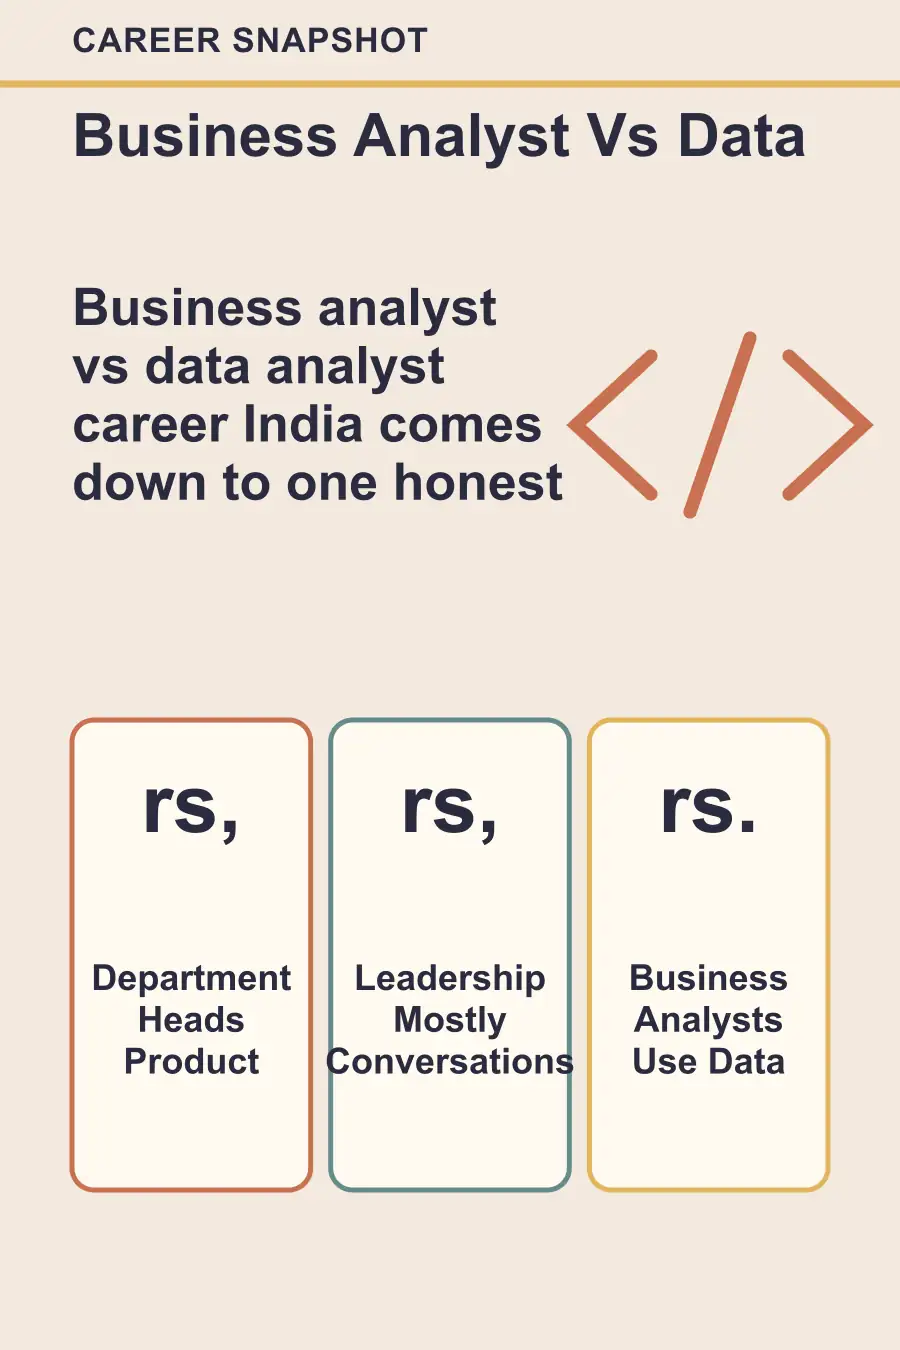 CAREER SNAPSHOT
Business Analyst Vs Data
Business analyst
vs data analyst
career India comes
down to one honest
rs,
Department
Heads
Product
rs,
Leadership
Mostly
Conversations
rs.
Business
Analysts
Use Data